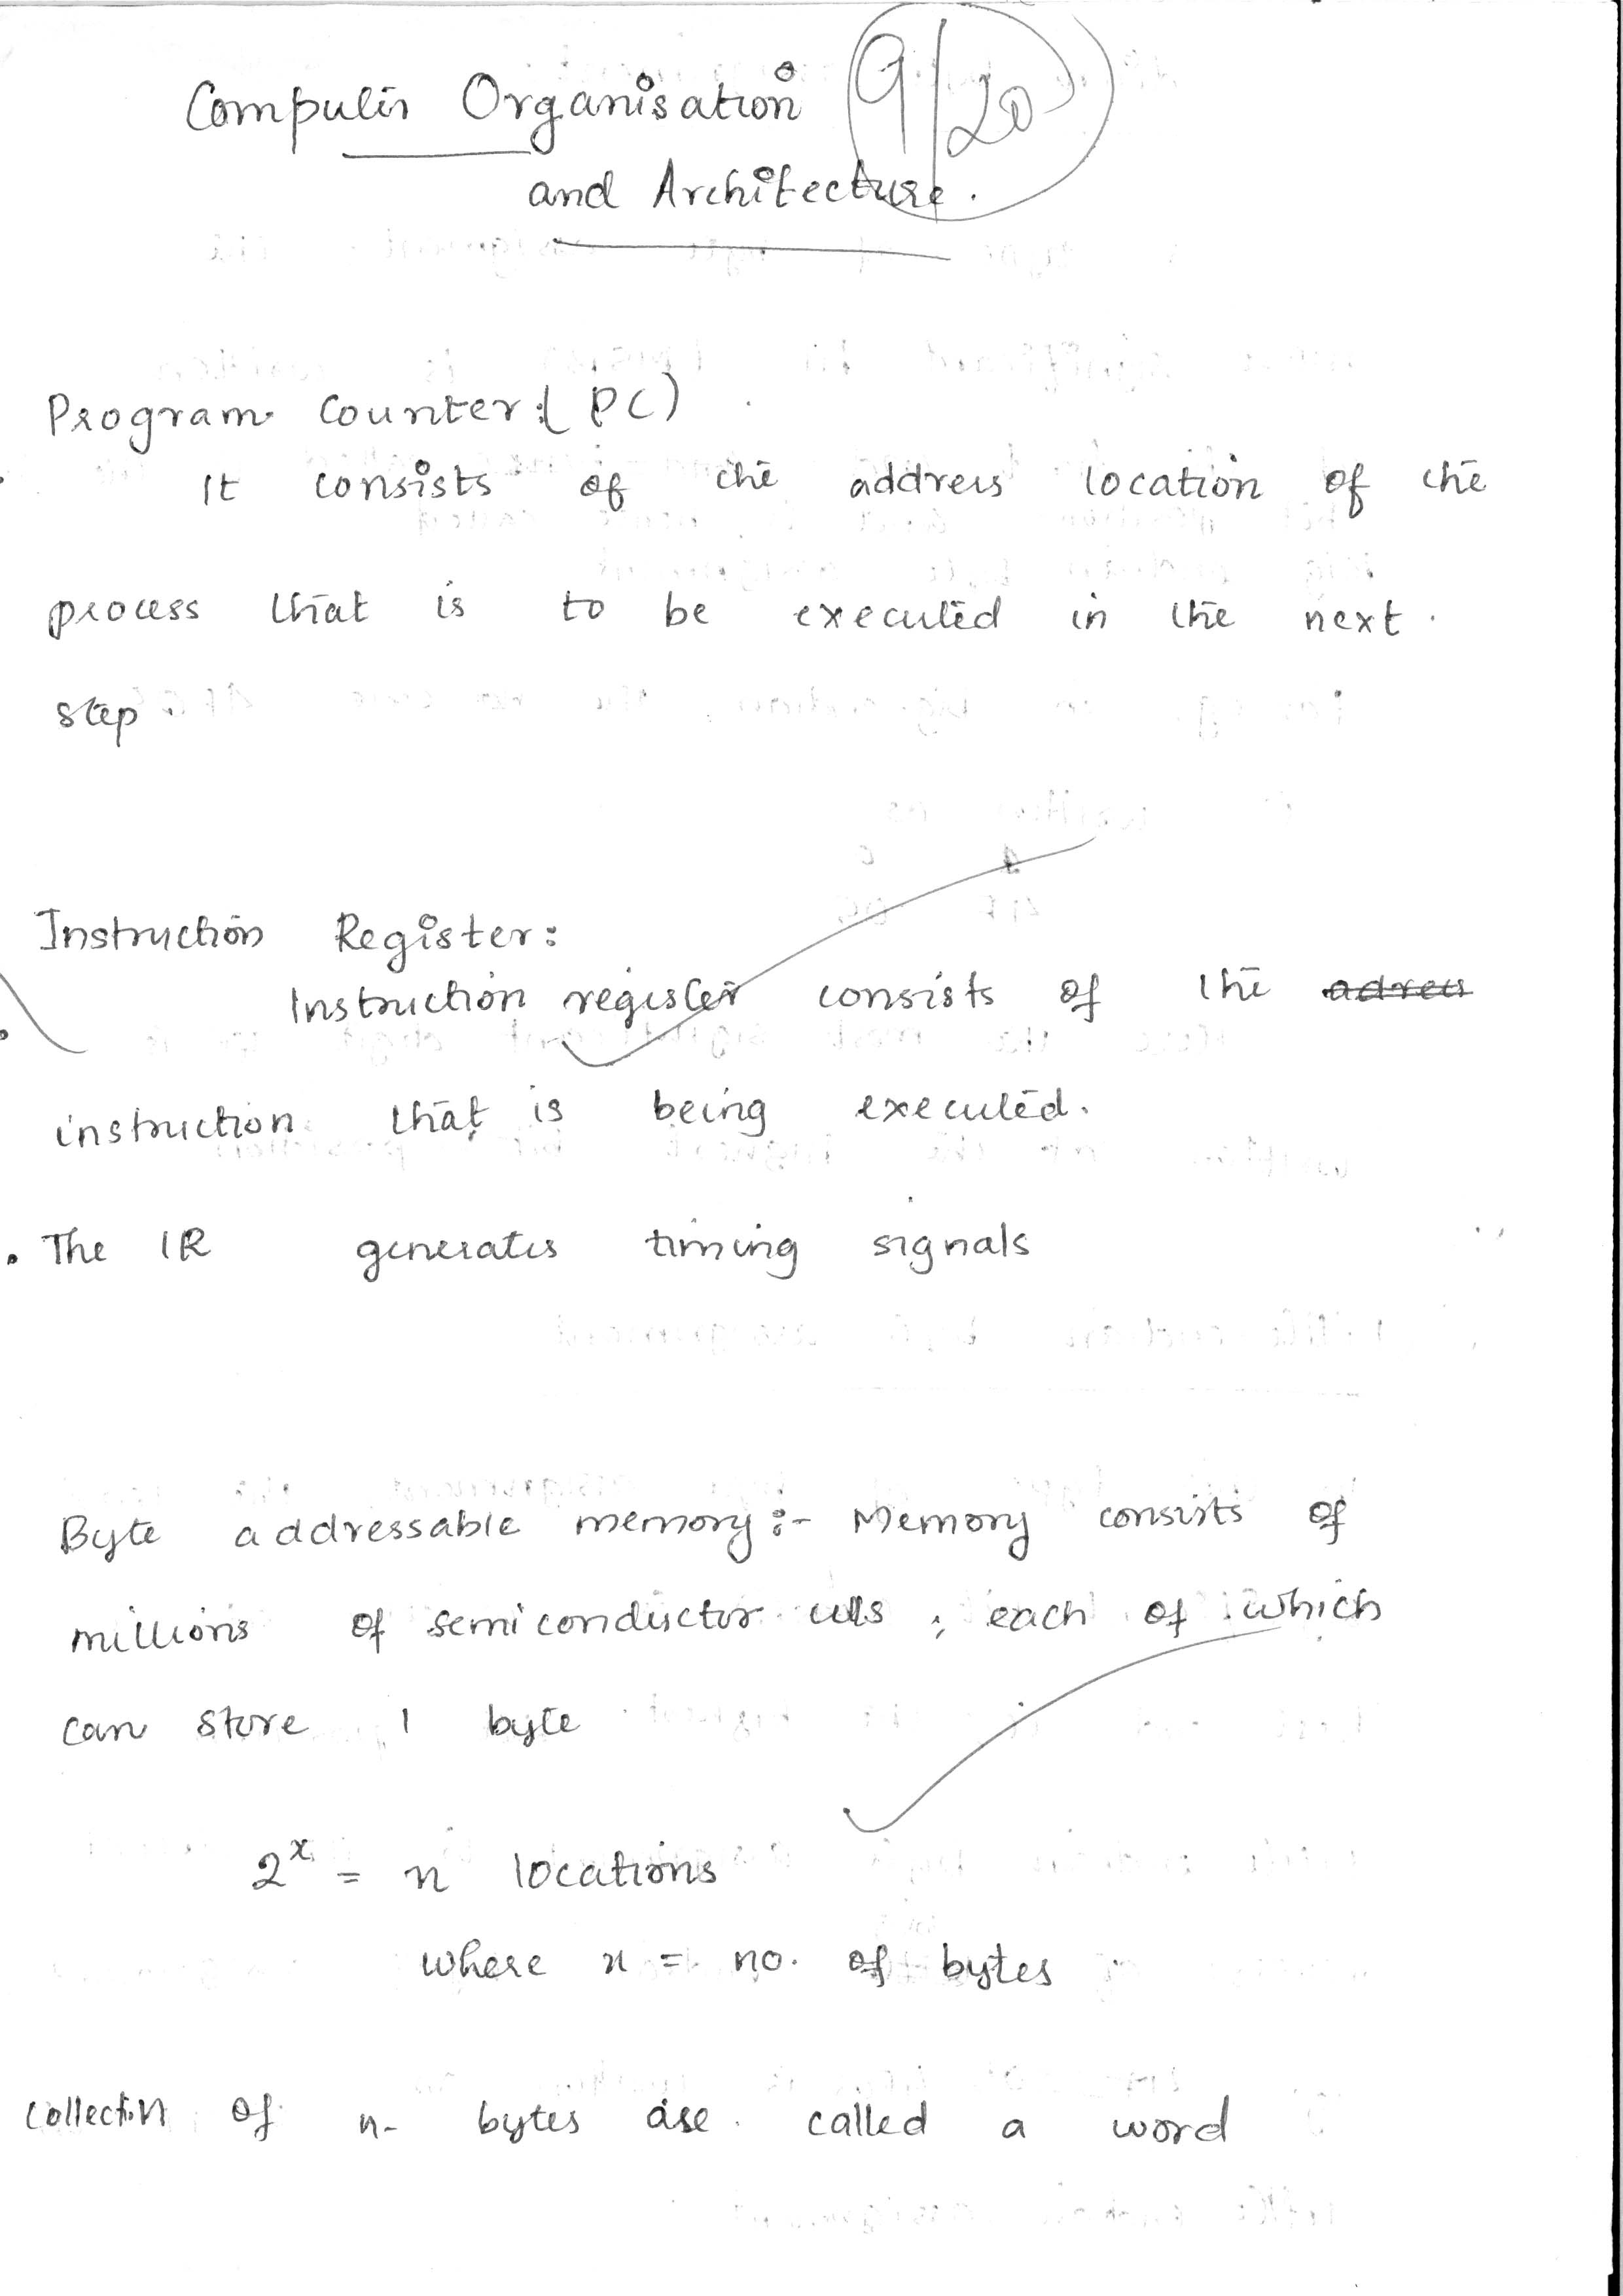 Computer Organisation 9/20
and Architecture.
Program Counter:( PC)
It consists of the address location of the
process that is to be executed in the next.
step.
Instruction Register:
Instruction register consists of the adress
instruction that is being executed.
. The IR generates timing signals
Byte addressable memory:- Memory consists of
millions of semiconductor cells, each of which
can store 1 byte
2^x = n locations
where n = no. of bytes
collection of n- bytes are called a word